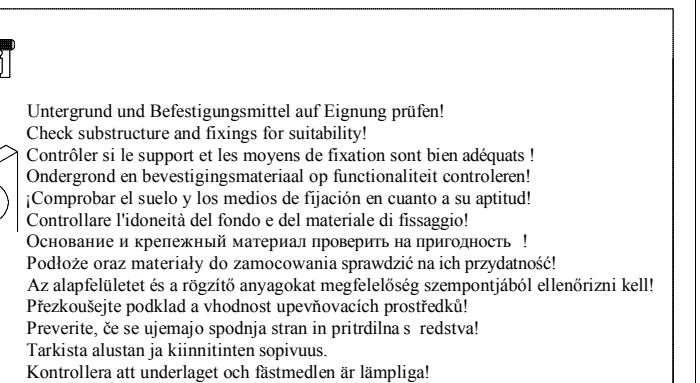 Untergrund und Befestigungsmittel auf Eignung prüfen!
Check substructure and fixings for suitability!
Contrôler si le support et les moyens de fixation sont bien adéquats !
Ondergrond en bevestigingsmateriaal op functionaliteit controleren!
¡Comprobar el suelo y los medios de fijación en cuanto a su aptitud!
Controllare l'idoneità del fondo e del materiale di fissaggio!
Основание и крепежный материал проверить на пригодность !
Podłoże oraz materiały do zamocowania sprawdzić na ich przydatność!
Az alapfelületet és a rögzítő anyagokat megfelelőség szempontjából ellenőrizni kell!
Přezkoušejte podklad a vhodnost upevňovacích prostředků!
Preverite, če se ujemajo spodnja stran in pritrdilna s redstva!
Tarkista alustan ja kiinnitinten sopivuus.
Kontrollera att underlaget och fästmedlen är lämpliga!